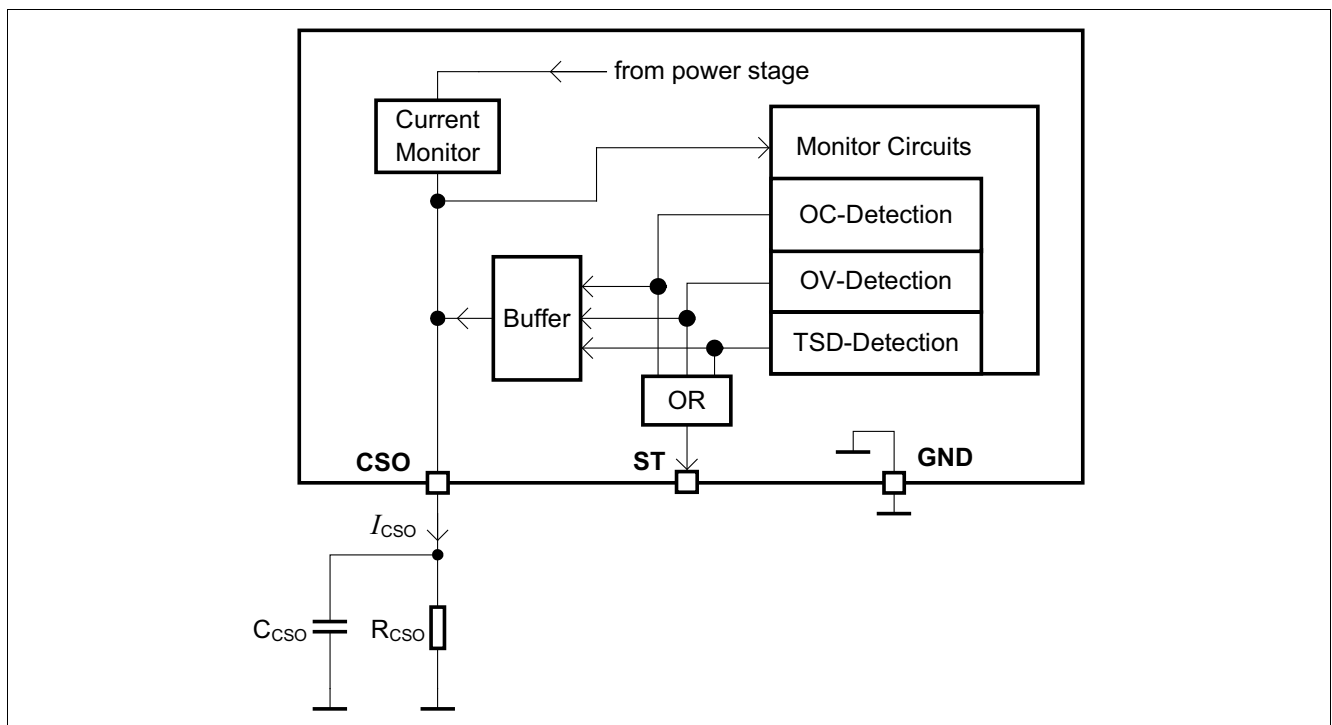 from power stage
Current
Monitor
Monitor Circuits
OC-Detection
OV-Detection
TSD-Detection
Buffer
OR
CSO
ST
GND
ICSO
CCSO
RCSO